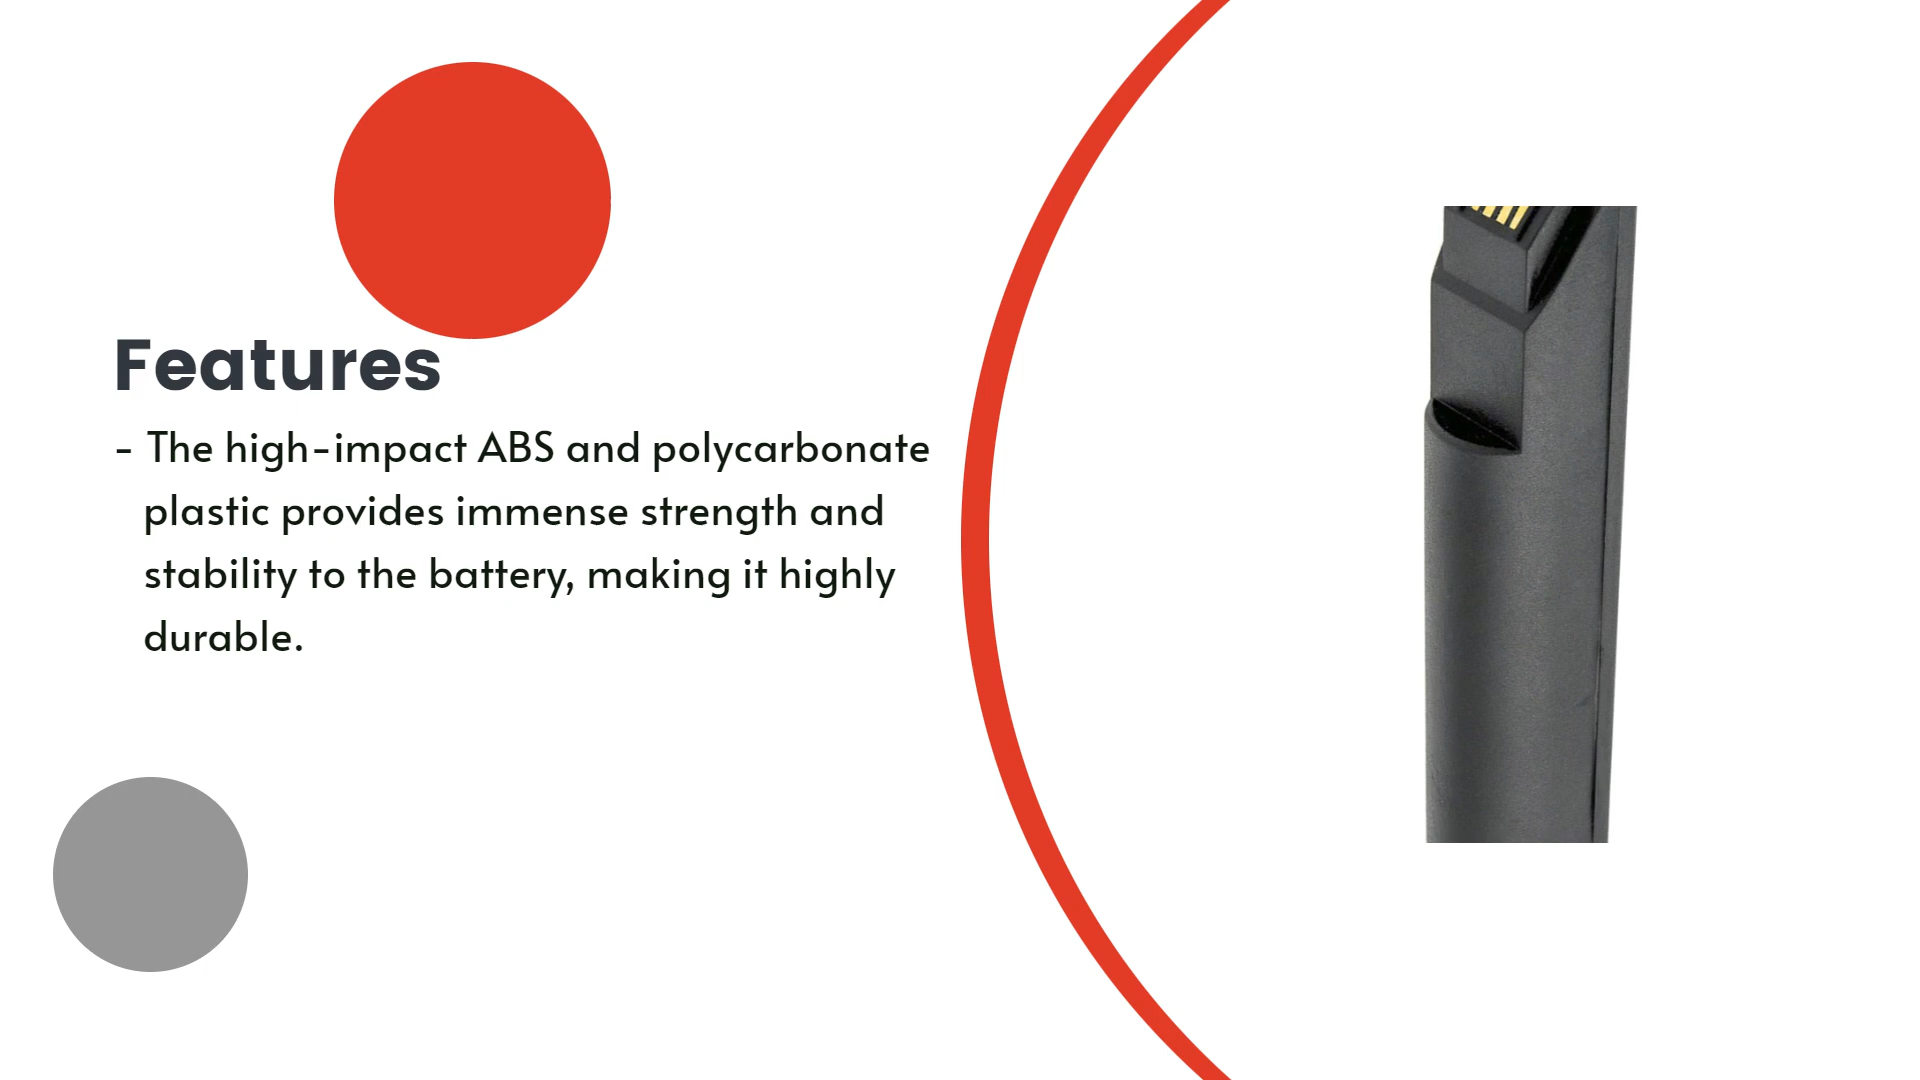 Features
- The high-impact ABS and polycarbonate
plastic provides immense strength and
stability to the battery, making it highly
durable.